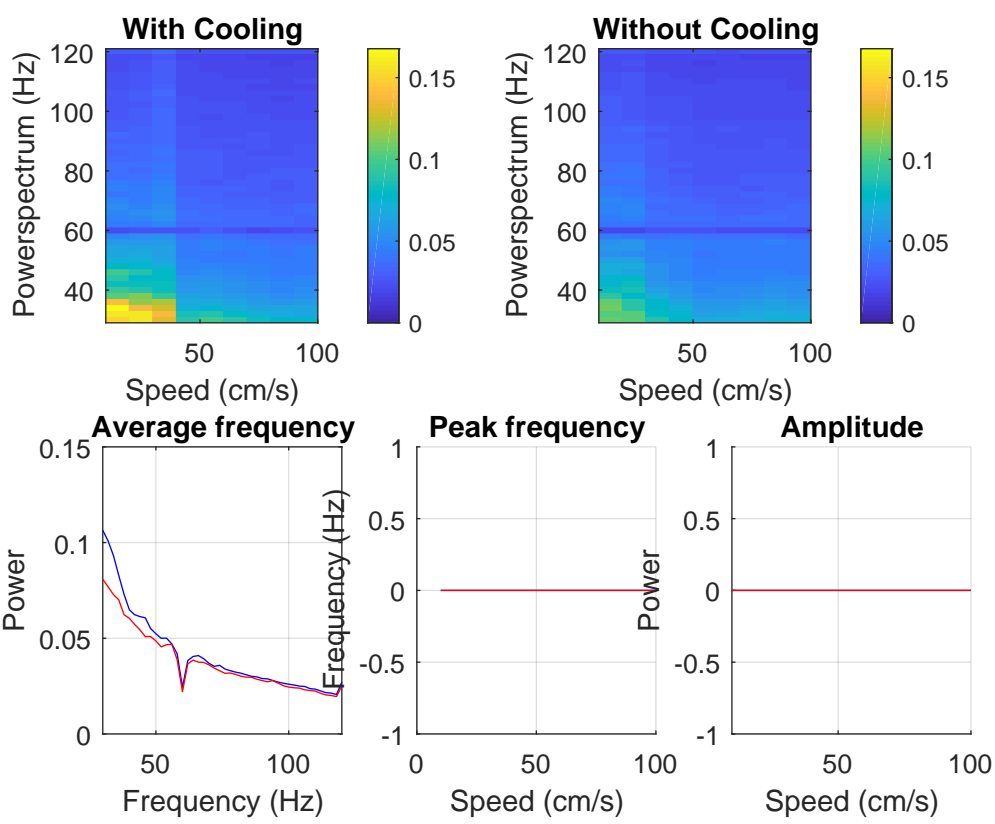 With Cooling
Without Cooling
Powerspectrum (Hz)
120
100
80
60
40
50
100
Speed (cm/s)
0.15
0.1
0.05
0
Powerspectrum (Hz)
120
100
80
60
40
50
100
Speed (cm/s)
0.15
0.1
0.05
0
Average frequency
Power
0.15
0.1
0.05
0
50
100
Frequency (Hz)
Peak frequency
Frequency (Hz)
1
0.5
0
-0.5
-1
0
50
100
Speed (cm/s)
Amplitude
Power
1
0.5
0
-0.5
-1
50
100
Speed (cm/s)